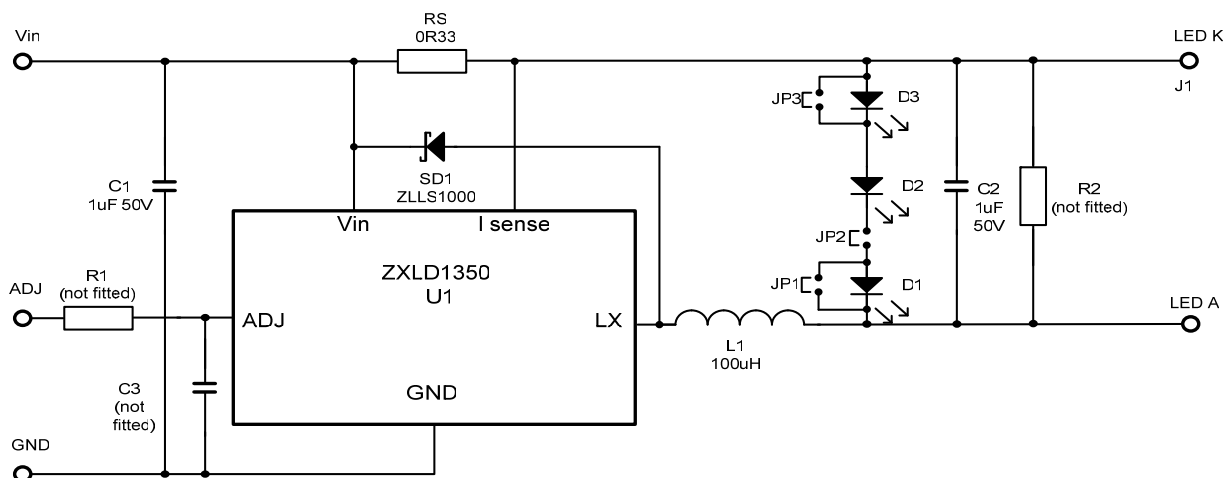 RS
0R33
Vin
LED K
J1
JP3
D3
SD1
ZLLS1000
C1
1uF 50V
D2
C2
1uF
50V
R2
(not fitted)
Vin
I sense
JP2
ZXLD1350
U1
R1
(not fitted)
ADJ
JP1
D1
LED A
ADJ
LX
L1
100uH
C3
(not
fitted)
GND
GND